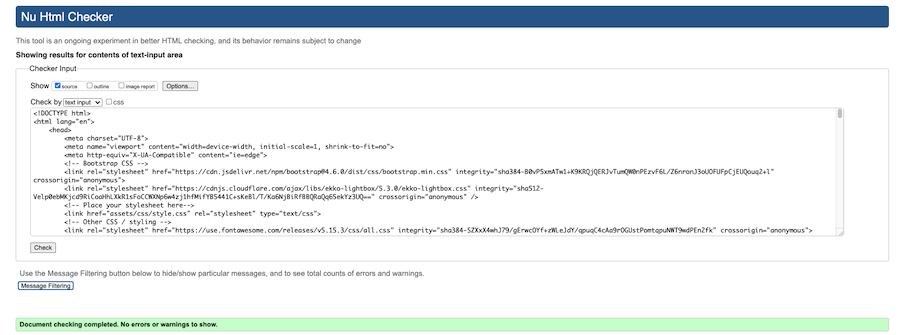 Nu Html Checker
This tool is an ongoing experiment in better HTML checking, and its behavior remains subject to change
Showing results for contents of text-input area
Checker Input
Show source outline image report Options...
Check by text input css
<!DOCTYPE html>
<html lang="en">
<head>
<meta charset="UTF-8">
<meta name="viewport" content="width=device-width, initial-scale=1, shrink-to-fit=no">
<meta http-equiv="X-UA-Compatible" content="ie=edge">
<!-- Bootstrap CSS -->
<link rel="stylesheet" href="https://cdn.jsdelivr.net/npm/bootstrap@4.6.0/dist/css/bootstrap.min.css" integrity="sha384-B0vP5xmATw1+K9KRQjQERJvTumQW0nPEzvF6L/Z6nronJ3oUOFUFpCjEUQouq2+l"
crossorigin="anonymous">
<link rel="stylesheet" href="https://cdnjs.cloudflare.com/ajax/libs/ekko-lightbox/5.3.0/ekko-lightbox.css" integrity="sha512-
crossorigin="anonymous" />
<!-- Place your stylesheet here-->
<link href="assets/css/style.css" rel="stylesheet" type="text/css">
<!-- Other CSS / styling -->
<link rel="stylesheet" href="https://use.fontawesome.com/releases/v5.15.3/css/all.css" crossorigin="anonymous">
Check
Use the Message Filtering button below to hide/show particular messages, and to see total counts of errors and warnings.
Message Filtering
Document checking completed. No errors or warnings to show.